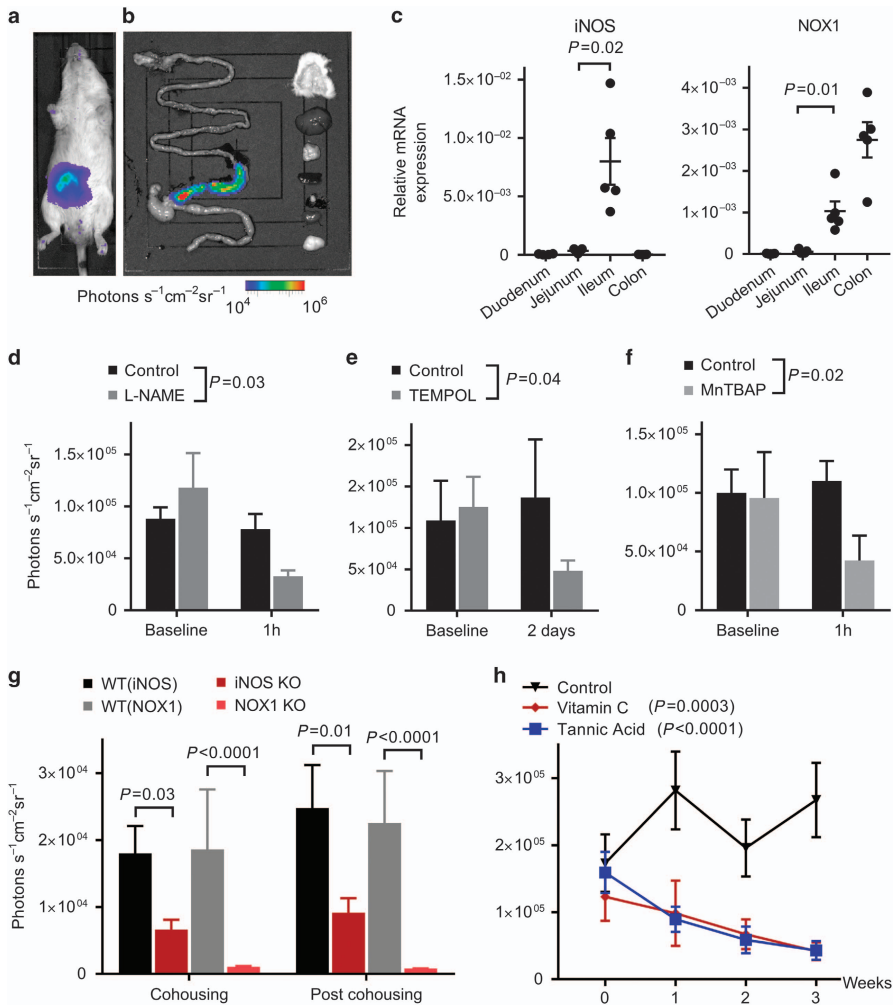 a
b
c
iNOS
NOX1
P=0.02
P=0.01
Relative mRNA
expression
1.5×10⁻⁰²
1.0×10⁻⁰²
5.0×10⁻⁰³
0
Duodenum
Jejunum
Ileum
Colon
4×10⁻⁰³
3×10⁻⁰³
2×10⁻⁰³
1×10⁻⁰³
0
Duodenum
Jejunum
Ileum
Colon
Photons s⁻¹cm⁻²sr⁻¹
10⁴
10⁶
d
Control
L-NAME
P=0.03
Photons s⁻¹cm⁻²sr⁻¹
1.5×10⁰⁵
1.0×10⁰⁵
5.0×10⁰⁴
0
Baseline
1h
e
Control
TEMPOL
P=0.04
2×10⁰⁵
2×10⁰⁵
1×10⁰⁵
5×10⁰⁴
0
Baseline
2 days
f
Control
MnTBAP
P=0.02
1.5×10⁰⁵
1.0×10⁰⁵
5.0×10⁰⁴
0
Baseline
1h
g
WT(iNOS)
iNOS KO
WT(NOX1)
NOX1 KO
P=0.03
P<0.0001
P=0.01
P<0.0001
Photons s⁻¹cm⁻²sr⁻¹
3×10⁰⁴
2×10⁰⁴
1×10⁰⁴
0
Cohousing
Post cohousing
h
Control
Vitamin C (P=0.0003)
Tannic Acid (P<0.0001)
3×10⁰⁵
2×10⁰⁵
1×10⁰⁵
0
0
1
2
3
Weeks